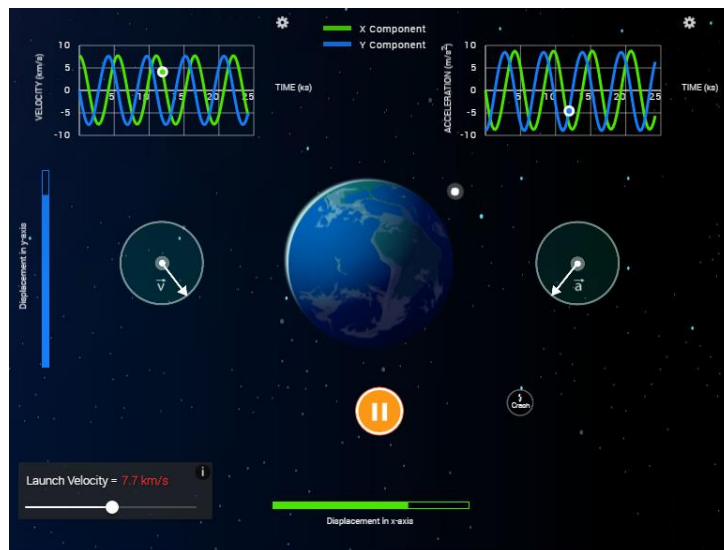 X Component
Y Component
VELOCITY (km/s)
10
5
0
-5
-10
5
10
15
20
25
TIME (ks)
ACCELERATION (m/s²)
10
5
0
-5
-10
5
10
15
20
25
TIME (ks)
Displacement in y-axis
v
a
Crash
Launch Velocity = 7.7 km/s
i
Displacement in x-axis